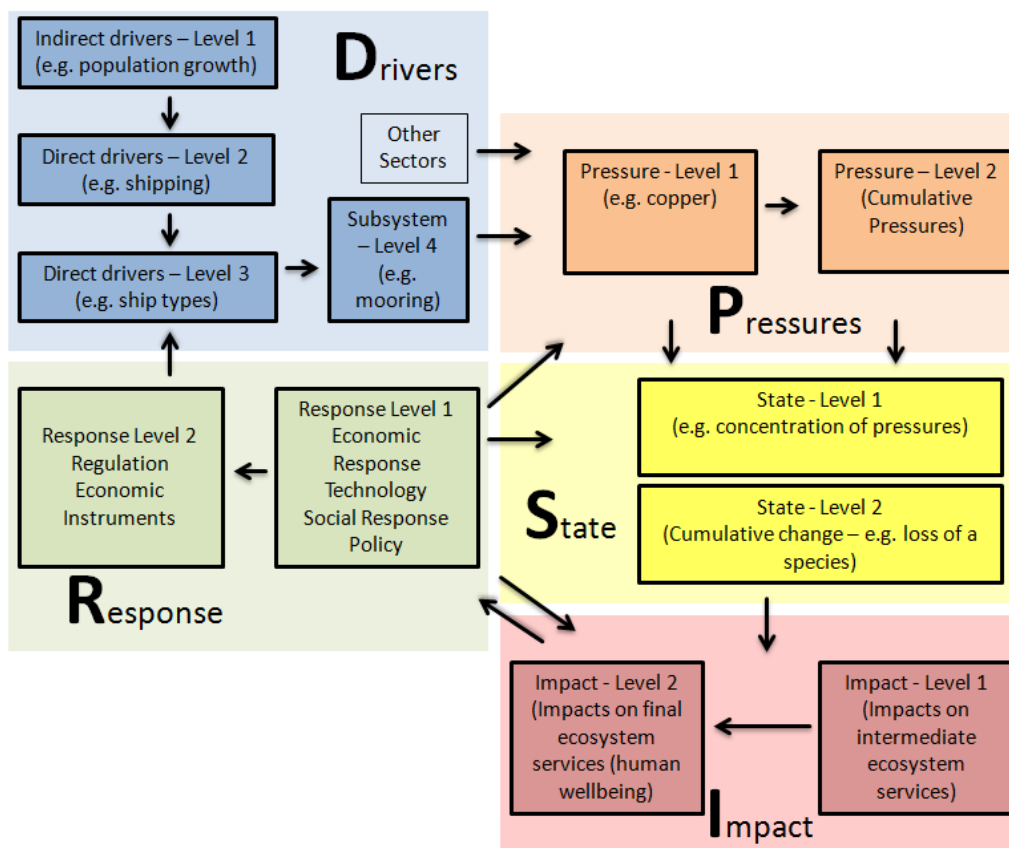 Indirect drivers – Level 1
(e.g. population growth)
Drivers
Direct drivers – Level 2
(e.g. shipping)
Other
Sectors
Direct drivers – Level 3
(e.g. ship types)
Subsystem
– Level 4
(e.g.
mooring)
Pressure - Level 1
(e.g. copper)
Pressure – Level 2
(Cumulative
Pressures)
Pressures
Response Level 2
Regulation
Economic
Instruments
Response Level 1
Economic
Response
Technology
Social Response
Policy
Response
State - Level 1
(e.g. concentration of pressures)
State
State - Level 2
(Cumulative change – e.g. loss of a
species)
Impact - Level 2
(Impacts on final
ecosystem
services (human
wellbeing)
Impact - Level 1
(Impacts on
intermediate
ecosystem
services)
Impact